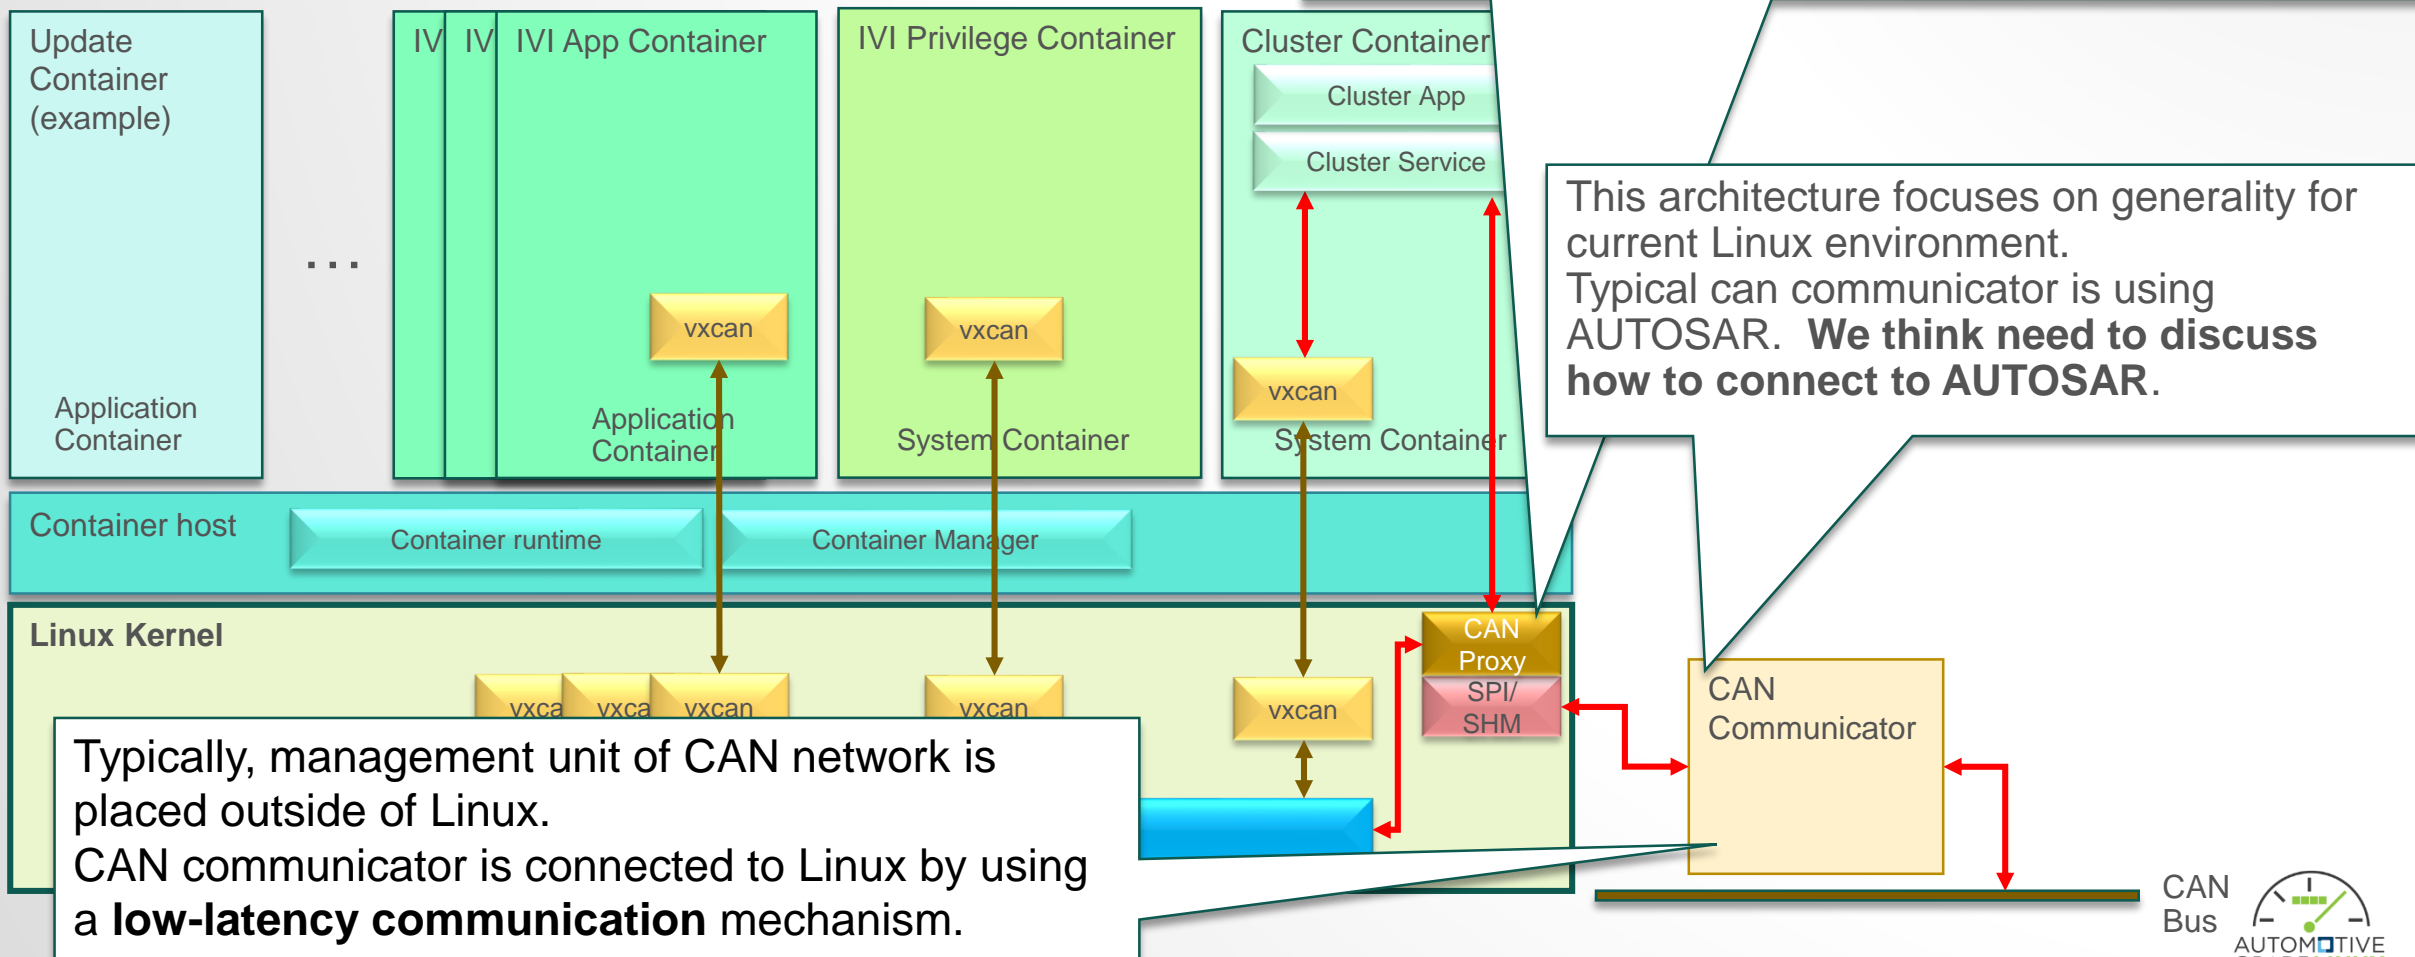 Update
Container
(example)
Application
Container
...
IV
IV
IVI App Container
vxcan
Application
Container
IVI Privilege Container
vxcan
System Container
Cluster Container
Cluster App
Cluster Service
vxcan
System Container
This architecture focuses on generality for
current Linux environment.
Typical can communicator is using
AUTOSAR. We think need to discuss
how to connect to AUTOSAR.
Container host
Container runtime
Container Manager
Linux Kernel
vxca
vxca
vxcan
vxcan
vxcan
CAN
Proxy
SPI/
SHM
CAN
Communicator
Typically, management unit of CAN network is
placed outside of Linux.
CAN communicator is connected to Linux by using
a low-latency communication mechanism.
CAN
Bus
AUTOMOTIVE